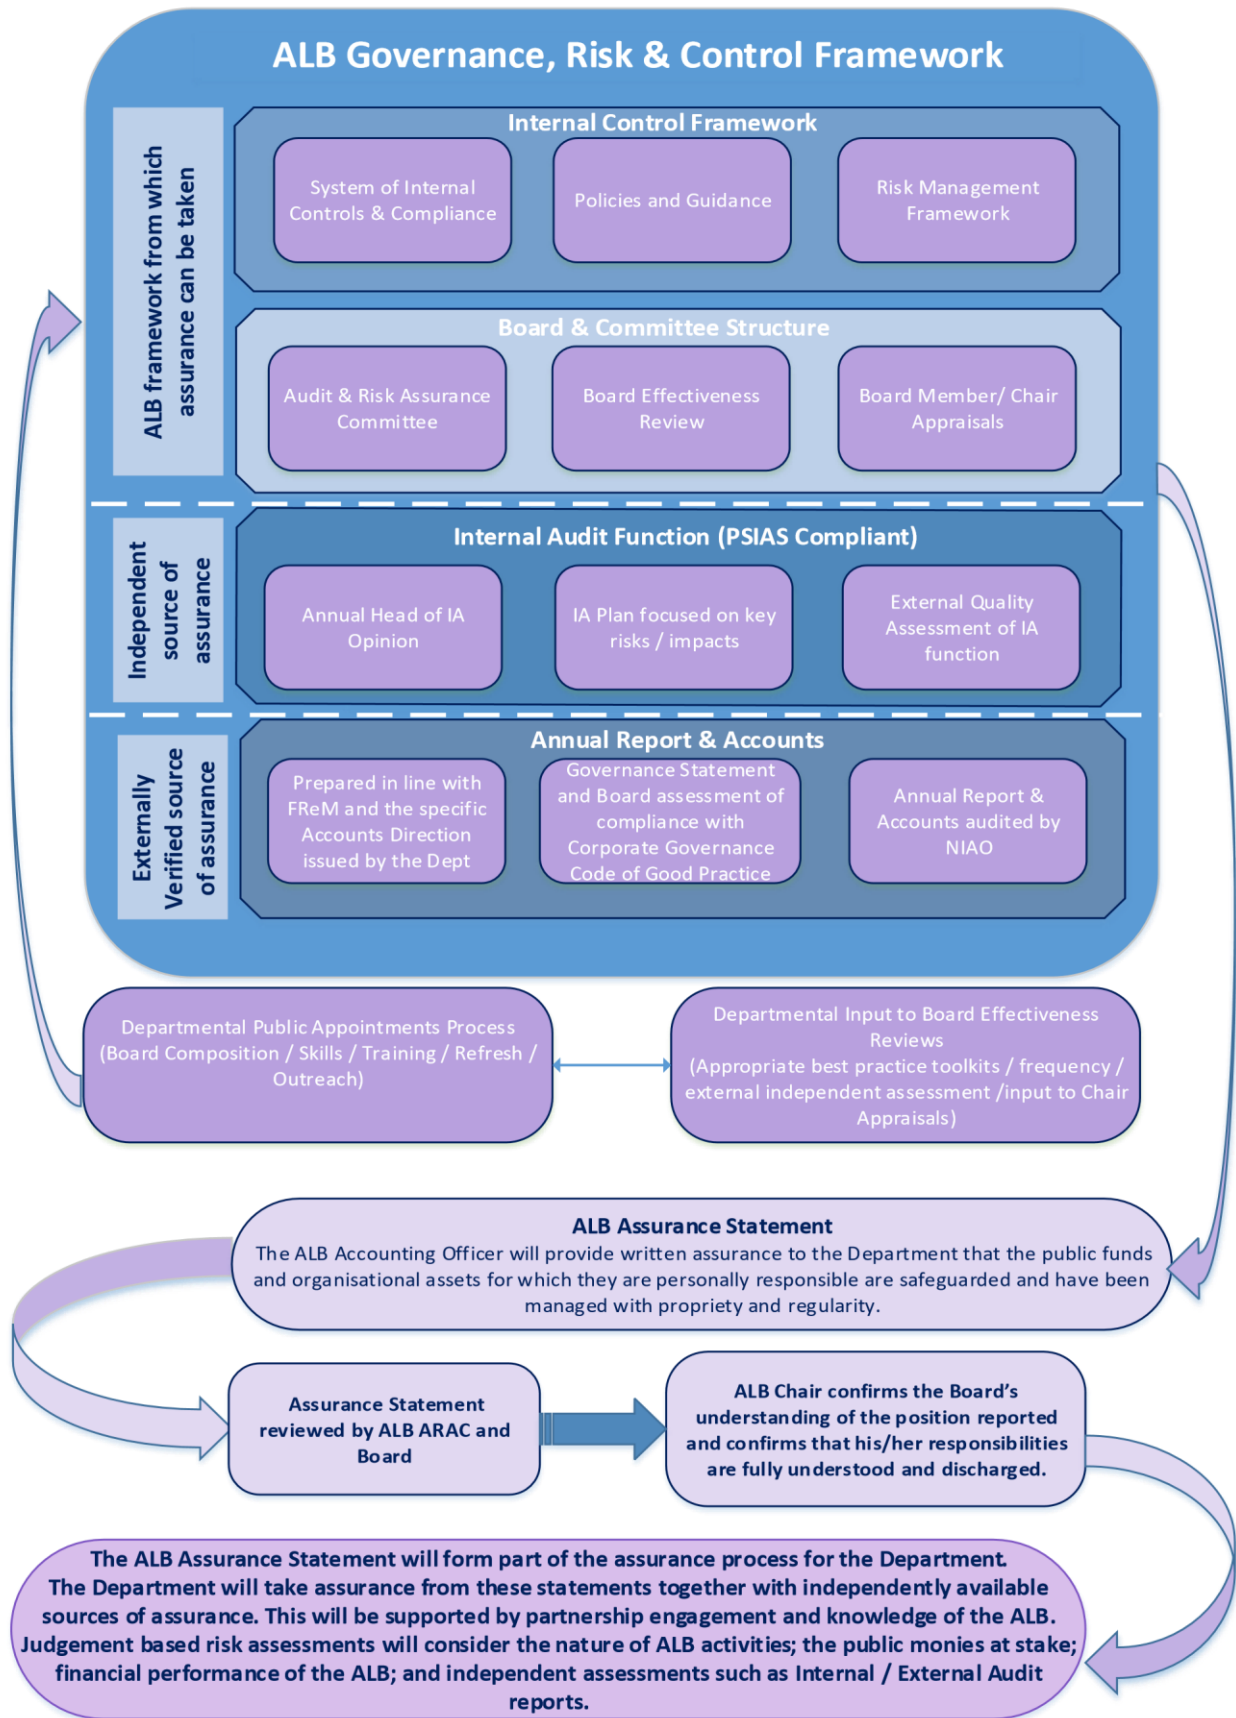 ALB Governance, Risk & Control Framework
ALB framework from which
assurance can be taken
Internal Control Framework
System of Internal
Controls & Compliance
Policies and Guidance
Risk Management
Framework
Board & Committee Structure
Audit & Risk Assurance
Committee
Board Effectiveness
Review
Board Member/ Chair
Appraisals
Independent
source of
assurance
Internal Audit Function (PSIAS Compliant)
Annual Head of IA
Opinion
IA Plan focused on key
risks / impacts
External Quality
Assessment of IA
function
Externally
Verified source
of assurance
Annual Report & Accounts
Prepared in line with
FReM and the specific
Accounts Direction
issued by the Dept
Governance Statement
and Board assessment of
compliance with
Corporate Governance
Code of Good Practice
Annual Report &
Accounts audited by
NIAO
Departmental Public Appointments Process
(Board Composition / Skills / Training / Refresh /
Outreach)
Departmental Input to Board Effectiveness
Reviews
(Appropriate best practice toolkits / frequency /
external independent assessment /input to Chair
Appraisals)
ALB Assurance Statement
The ALB Accounting Officer will provide written assurance to the Department that the public funds
and organisational assets for which they are personally responsible are safeguarded and have been
managed with propriety and regularity.
Assurance Statement
reviewed by ALB ARAC and
Board
ALB Chair confirms the Board's
understanding of the position reported
and confirms that his/her responsibilities
are fully understood and discharged.
The ALB Assurance Statement will form part of the assurance process for the Department.
The Department will take assurance from these statements together with independently available
sources of assurance. This will be supported by partnership engagement and knowledge of the ALB.
Judgement based risk assessments will consider the nature of ALB activities; the public monies at stake;
financial performance of the ALB; and independent assessments such as Internal / External Audit
reports.